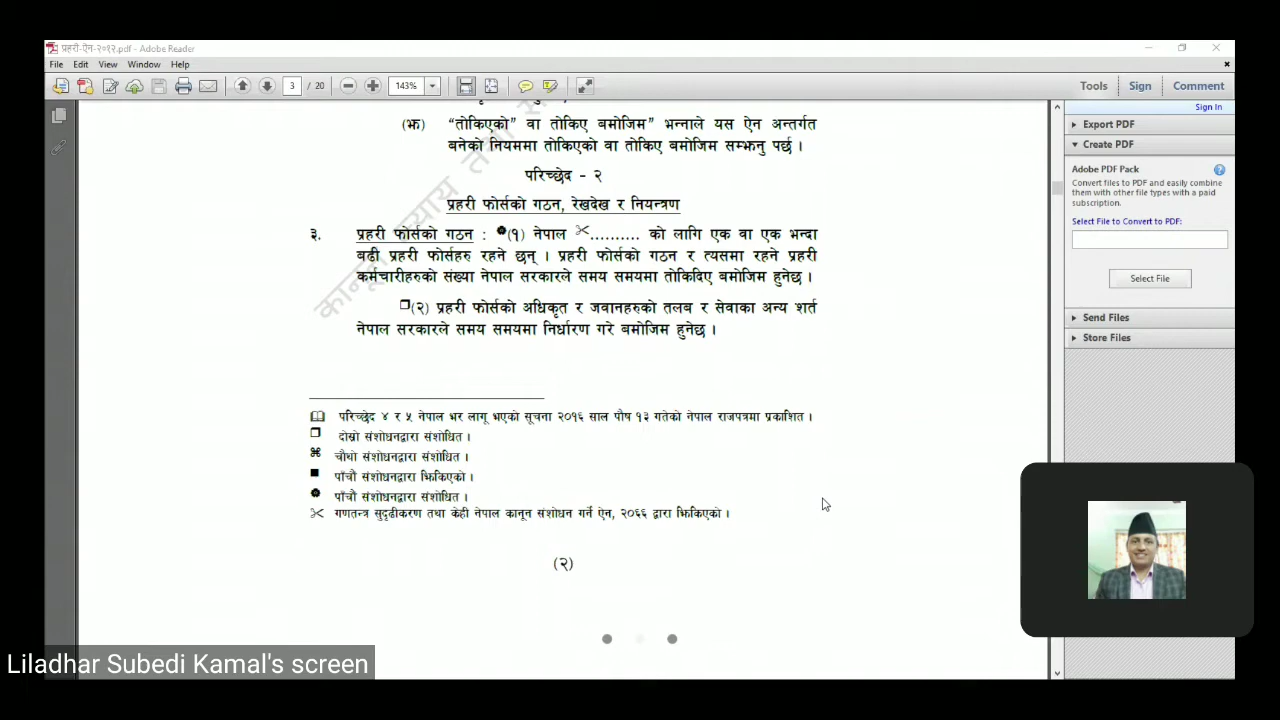 प्रहरी-ऐन-२०१२.pdf - Adobe Reader
File Edit View Window Help
3 / 20 143% Tools Sign Comment
Sign In
Export PDF
Create PDF
Adobe PDF Pack
Convert files to PDF and easily combine
them with other file types with a paid
subscription.
Select File to Convert to PDF:
Select File
Send Files
Store Files
(झ) “तोकिएको” वा तोकिए बमोजिम” भन्नाले यस ऐन अन्तर्गत
बनेको नियममा तोकिएको वा तोकिए बमोजिम सम्झनु पर्छ ।
परिच्छेद - २
प्रहरी फोर्सको गठन, रेखदेख र नियन्त्रण
३. प्रहरी फोर्सको गठन : (१) नेपाल ✂.......... को लागि एक वा एक भन्दा
बढी प्रहरी फोर्सहरु रहने छन् । प्रहरी फोर्सको गठन र त्यसमा रहने प्रहरी
कर्मचारीहरुको संख्या नेपाल सरकारले समय समयमा तोकिदिए बमोजिम हुनेछ ।
❒(२) प्रहरी फोर्सको अधिकृत र जवानहरुको तलब र सेवाका अन्य शर्त
नेपाल सरकारले समय समयमा निर्धारण गरे बमोजिम हुनेछ ।
🕮 परिच्छेद ४ र ५ नेपाल भर लागू भएको सूचना २०१६ साल पौष १३ गतेको नेपाल राजपत्रमा प्रकाशित ।
❒ दोस्रो संशोधनद्वारा संशोधित ।
⌘ चौथो संशोधनद्वारा संशोधित ।
■ पाँचौं संशोधनद्वारा झिकिएको ।
पाँचौं संशोधनद्वारा संशोधित ।
✂ गणतन्त्र सुदृढीकरण तथा केही नेपाल कानून संशोधन गर्ने ऐन, २०६६ द्वारा झिकिएको ।
(२)
Liladhar Subedi Kamal's screen